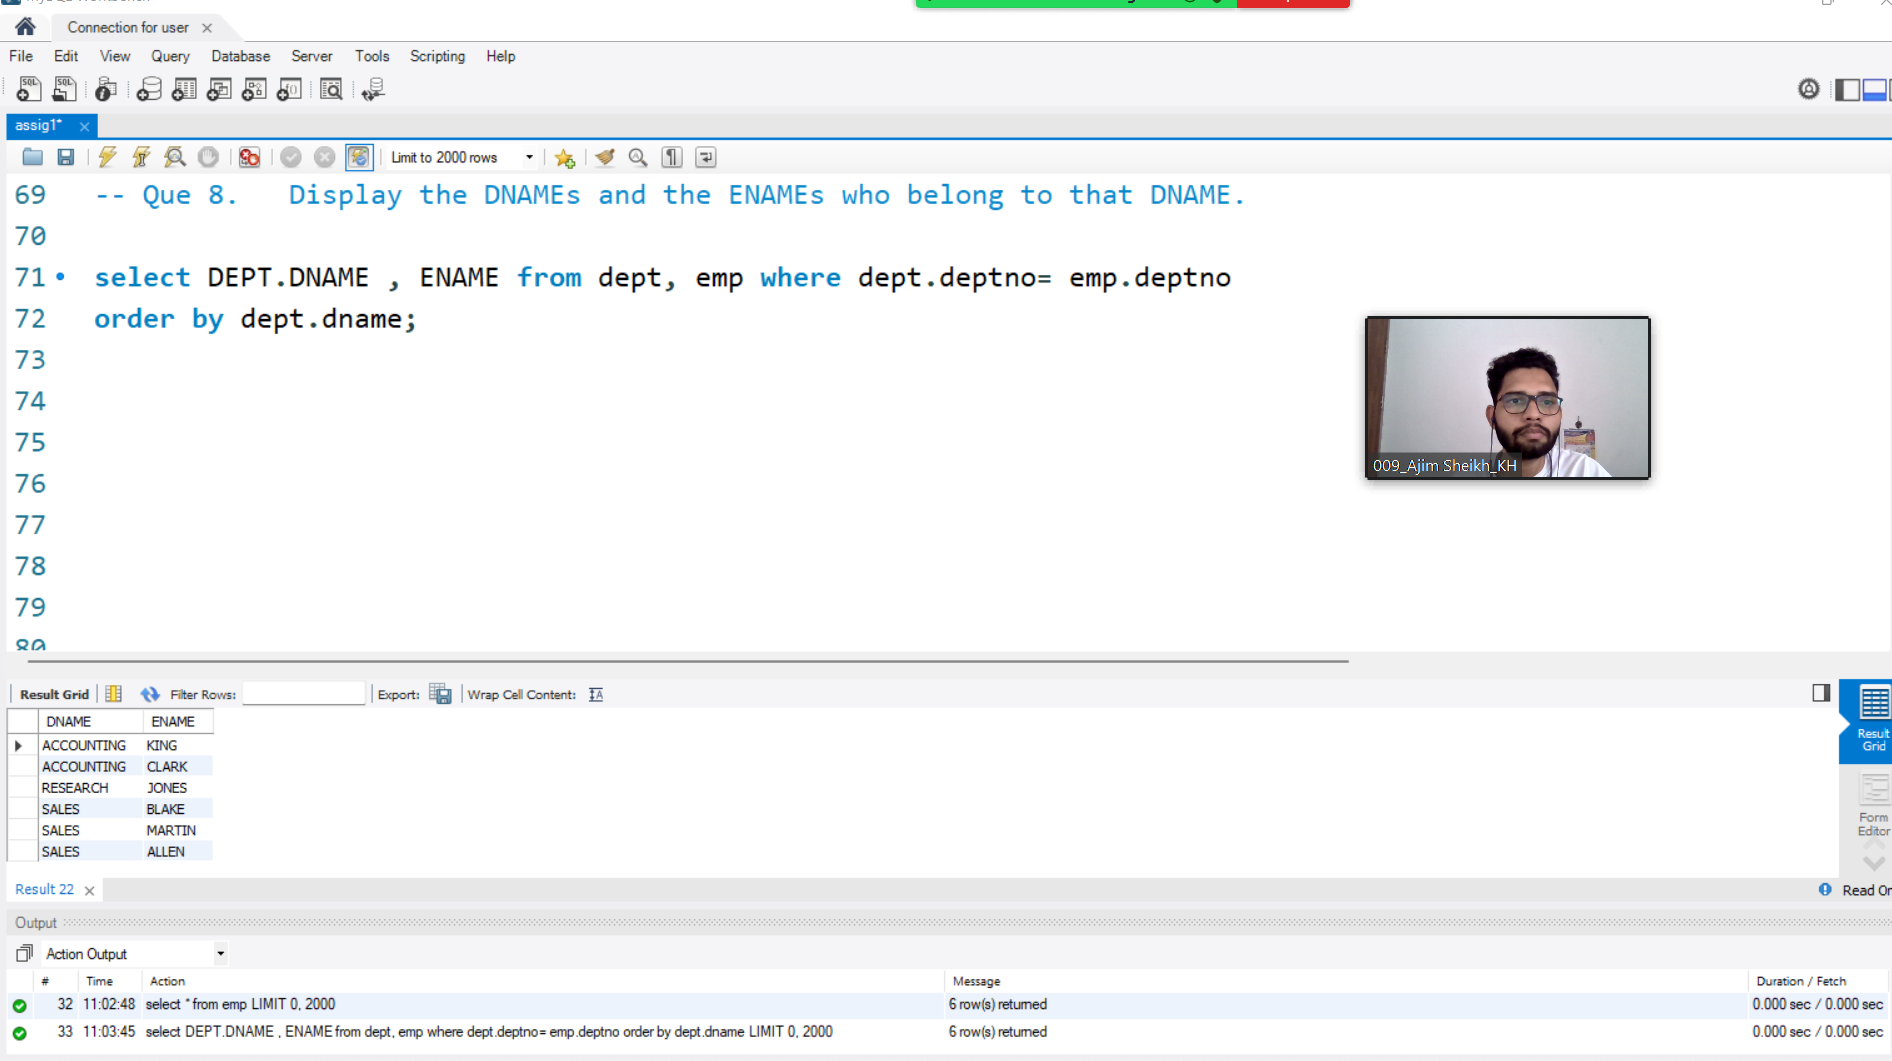 Connection for user
File Edit View Query Database Server Tools Scripting Help
assig1*
Limit to 2000 rows
69 -- Que 8. Display the DNAMEs and the ENAMEs who belong to that DNAME.
70
71 select DEPT.DNAME , ENAME from dept, emp where dept.deptno= emp.deptno
72 order by dept.dname;
73
74
75
76
77
78
79
80
009_Ajim Sheikh_KH
Result Grid Filter Rows: Export: Wrap Cell Content:
DNAME ENAME
ACCOUNTING KING
ACCOUNTING CLARK
RESEARCH JONES
SALES BLAKE
SALES MARTIN
SALES ALLEN
Result
Grid
Form
Editor
Result 22 Read
Output
Action Output
# Time Action Message Duration / Fetch
32 11:02:48 select * from emp LIMIT 0, 2000 6 row(s) returned 0.000 sec / 0.000 sec
33 11:03:45 select DEPT.DNAME , ENAME from dept, emp where dept.deptno= emp.deptno order by dept.dname LIMIT 0, 2000 6 row(s) returned 0.000 sec / 0.000 sec